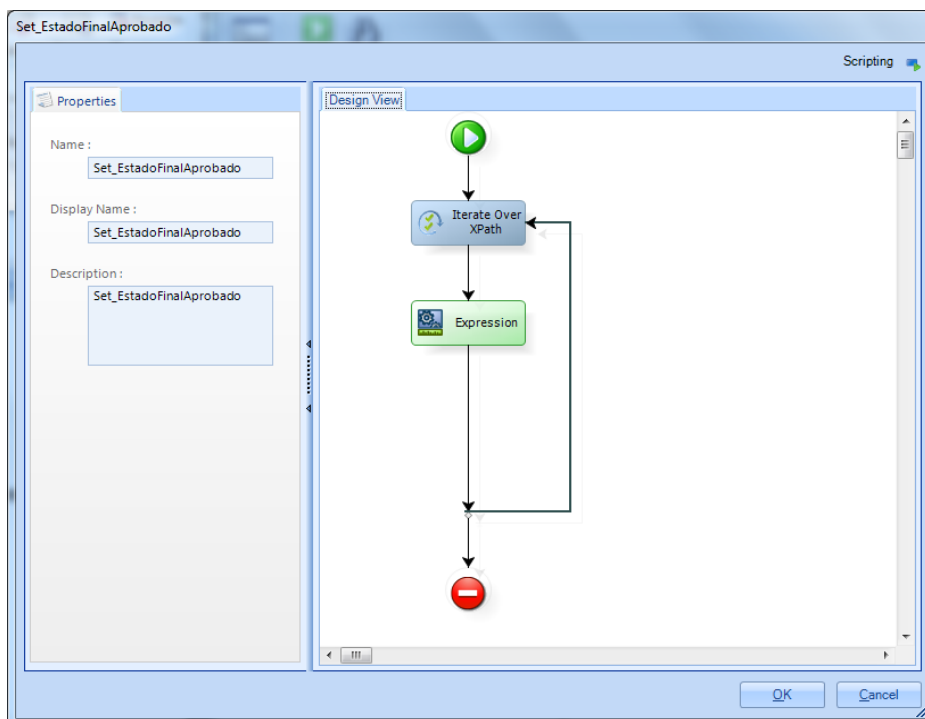 Set_EstadoFinalAprobado
Scripting
Properties
Name :
Set_EstadoFinalAprobado
Display Name :
Set_EstadoFinalAprobado
Description :
Set_EstadoFinalAprobado
Design View
Iterate Over
XPath
Expression
OK
Cancel